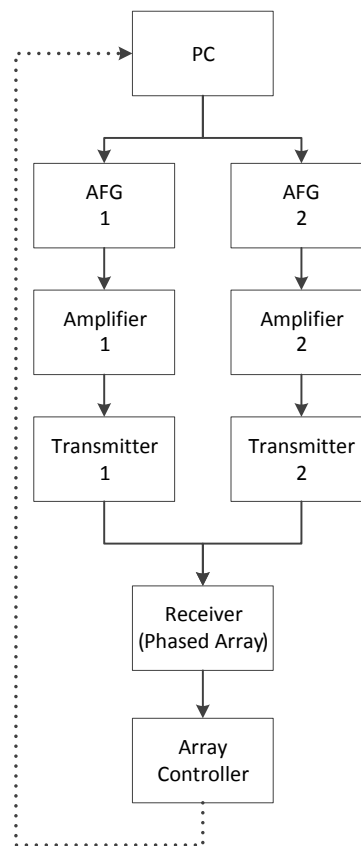 PC
AFG
1
AFG
2
Amplifier
1
Amplifier
2
Transmitter
1
Transmitter
2
Receiver
(Phased Array)
Array
Controller